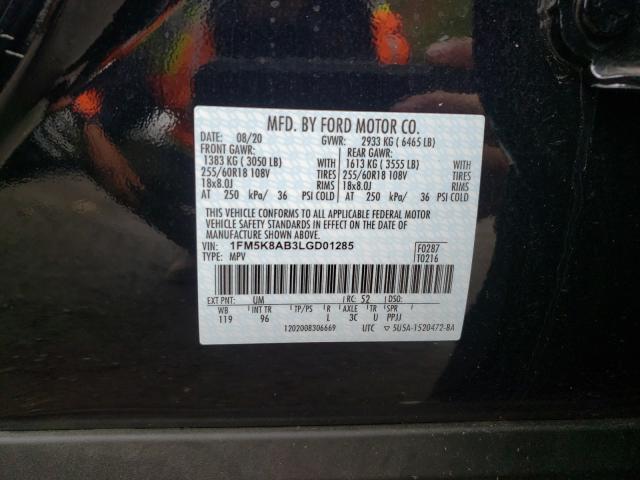 MFD. BY FORD MOTOR CO.
DATE: 08/20 GVWR: 2933 KG ( 6465 LB)
FRONT GAWR: REAR GAWR:
1383 KG ( 3050 LB) WITH 1613 KG ( 3555 LB) WITH
255/60R18 108V TIRES 255/60R18 108V TIRES
18x8.0J RIMS 18x8.0J RIMS
AT 250 kPa/ 36 PSI COLD AT 250 kPa/ 36 PSI COLD
THIS VEHICLE CONFORMS TO ALL APPLICABLE FEDERAL MOTOR
VEHICLE SAFETY STANDARDS IN EFFECT ON THE DATE OF
MANUFACTURE SHOWN ABOVE.
VIN: 1FM5K8AB3LGD01285 F0287
TYPE: MPV T0216
EXT PNT: UM RC: 52 DSO:
WB INT TR TP/PS R AXLE TR SPR
119 96 L 3C U PPJJ
1202008306669 UTC ▽ 5USA-1520472-BA